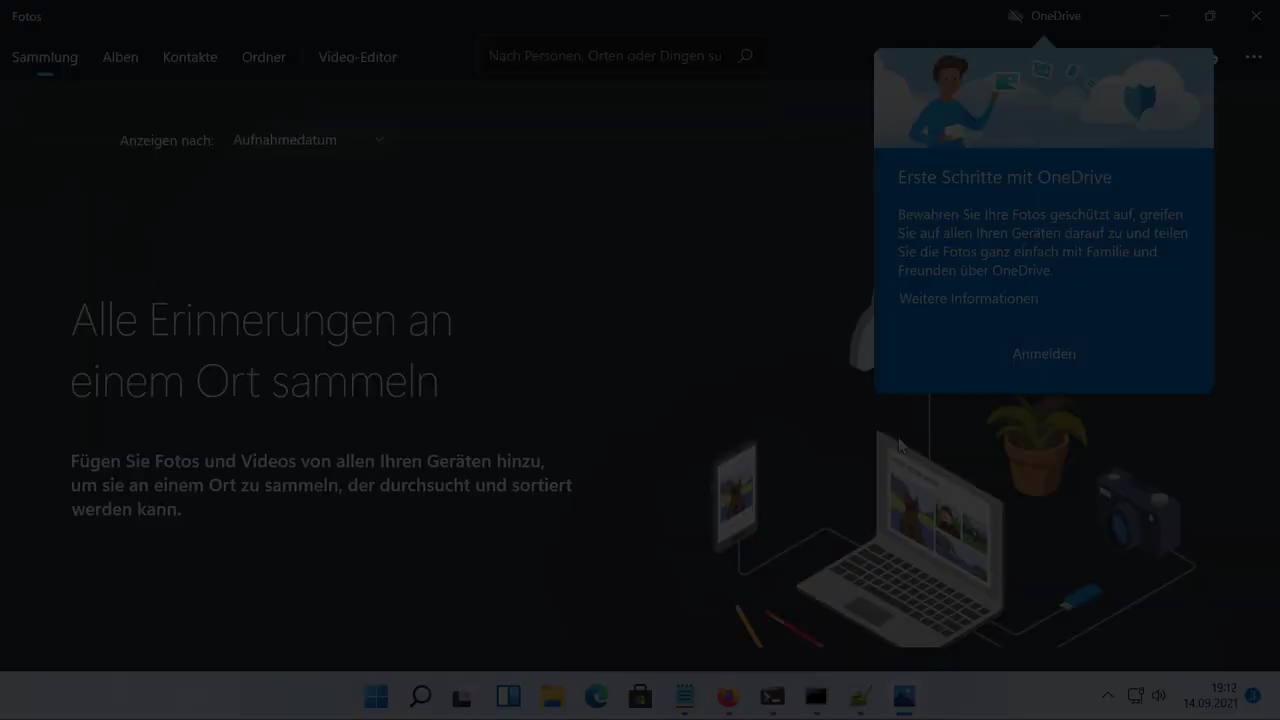 Fotos
OneDrive
Sammlung Alben Kontakte Ordner Video-Editor
Nach Personen, Orten oder Dingen su
Anzeigen nach: Aufnahmedatum
Erste Schritte mit OneDrive
Bewahren Sie Ihre Fotos geschützt auf, greifen
Sie auf allen Ihren Geräten darauf zu und teilen
Sie die Fotos ganz einfach mit Familie und
Freunden über OneDrive.
Weitere Informationen
Anmelden
Alle Erinnerungen an
einem Ort sammeln
Fügen Sie Fotos und Videos von allen Ihren Geräten hinzu,
um sie an einem Ort zu sammeln, der durchsucht und sortiert
werden kann.
19:12
14.09.2021